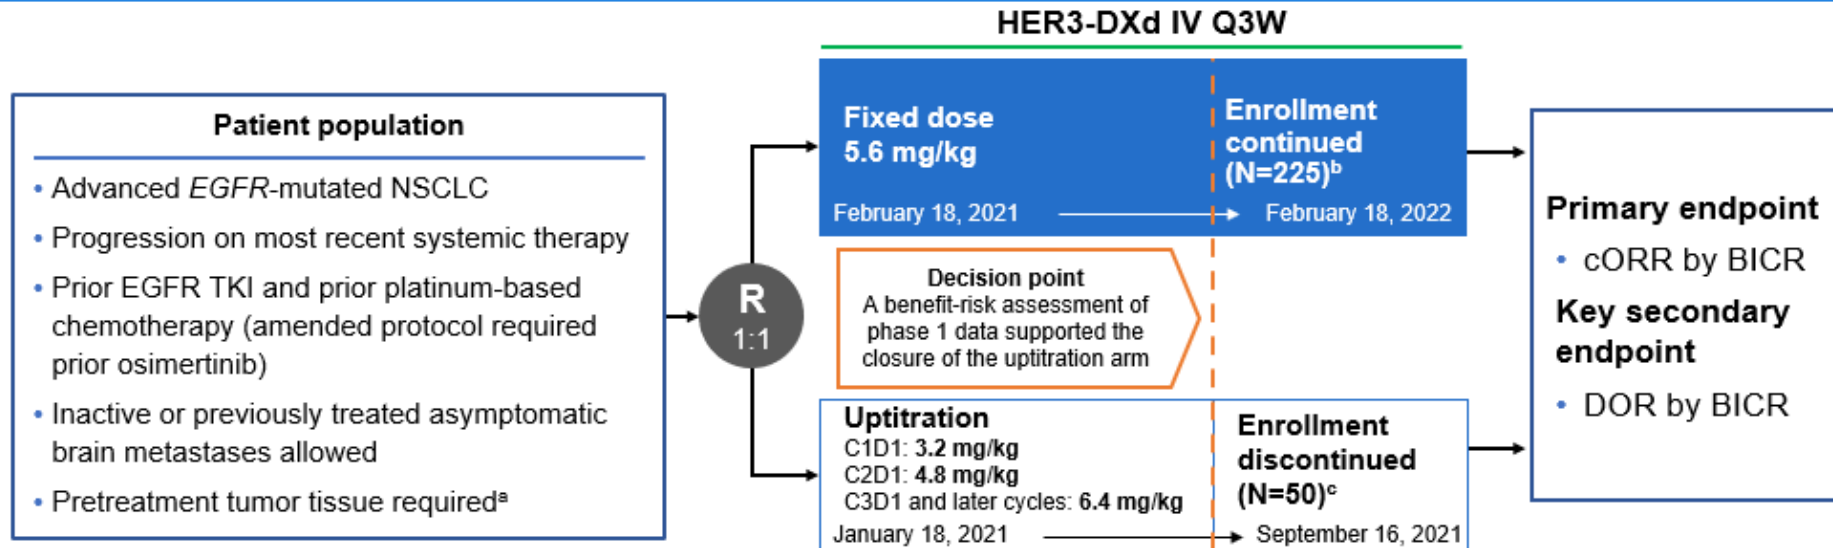 HER3-DXd IV Q3W
Patient population
• Advanced EGFR-mutated NSCLC
• Progression on most recent systemic therapy
• Prior EGFR TKI and prior platinum-based
chemotherapy (amended protocol required
prior osimertinib)
• Inactive or previously treated asymptomatic
brain metastases allowed
• Pretreatment tumor tissue requiredᵃ
R
1:1
Fixed dose
5.6 mg/kg
Enrollment
continued
(N=225)ᵇ
February 18, 2021
February 18, 2022
Decision point
A benefit-risk assessment of
phase 1 data supported the
closure of the uptitration arm
Uptitration
C1D1: 3.2 mg/kg
C2D1: 4.8 mg/kg
C3D1 and later cycles: 6.4 mg/kg
Enrollment
discontinued
(N=50)ᶜ
January 18, 2021
September 16, 2021
Primary endpoint
• cORR by BICR
Key secondary
endpoint
• DOR by BICR